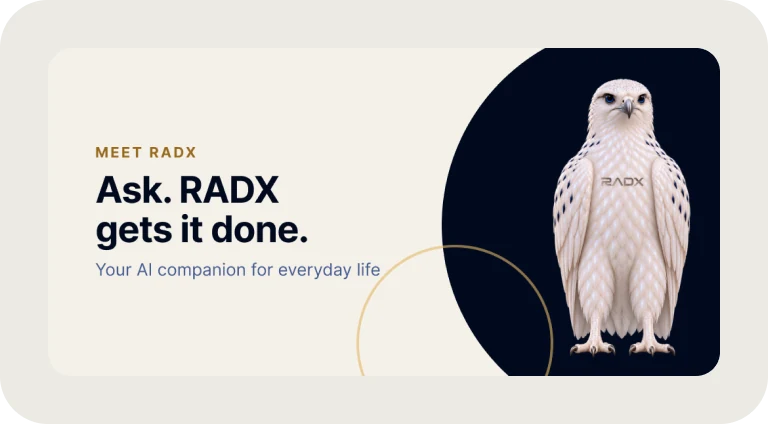 MEET RADX
Ask. RADX
gets it done.
Your AI companion for everyday life
RADX